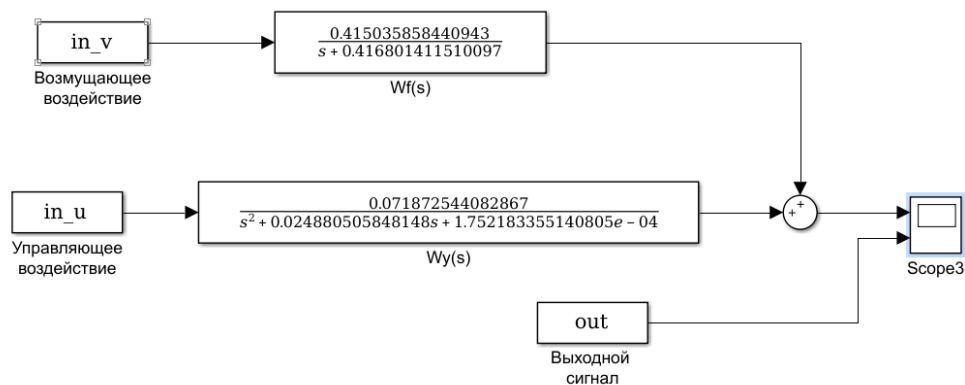 in_v
Возмущающее
воздействие
0.415035858440943
s + 0.416801411510097
Wf(s)
in_u
Управляющее
воздействие
0.071872544082867
s² + 0.024880505848148s + 1.752183355140805e − 04
Wy(s)
+
+
Scope3
out
Выходной
сигнал